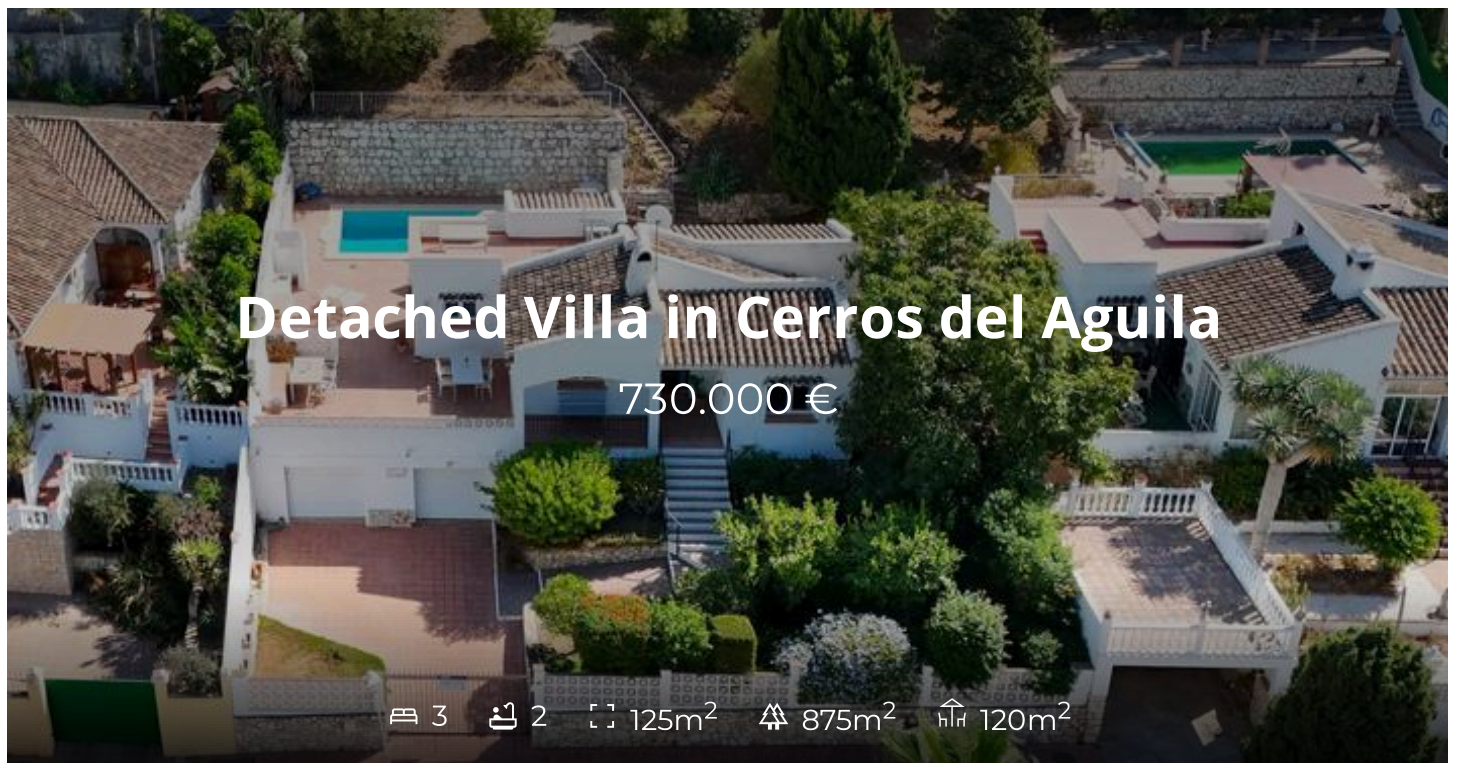 Detached Villa in Cerros del Aguila
730.000 €
3 2 125m² 875m² 120m²